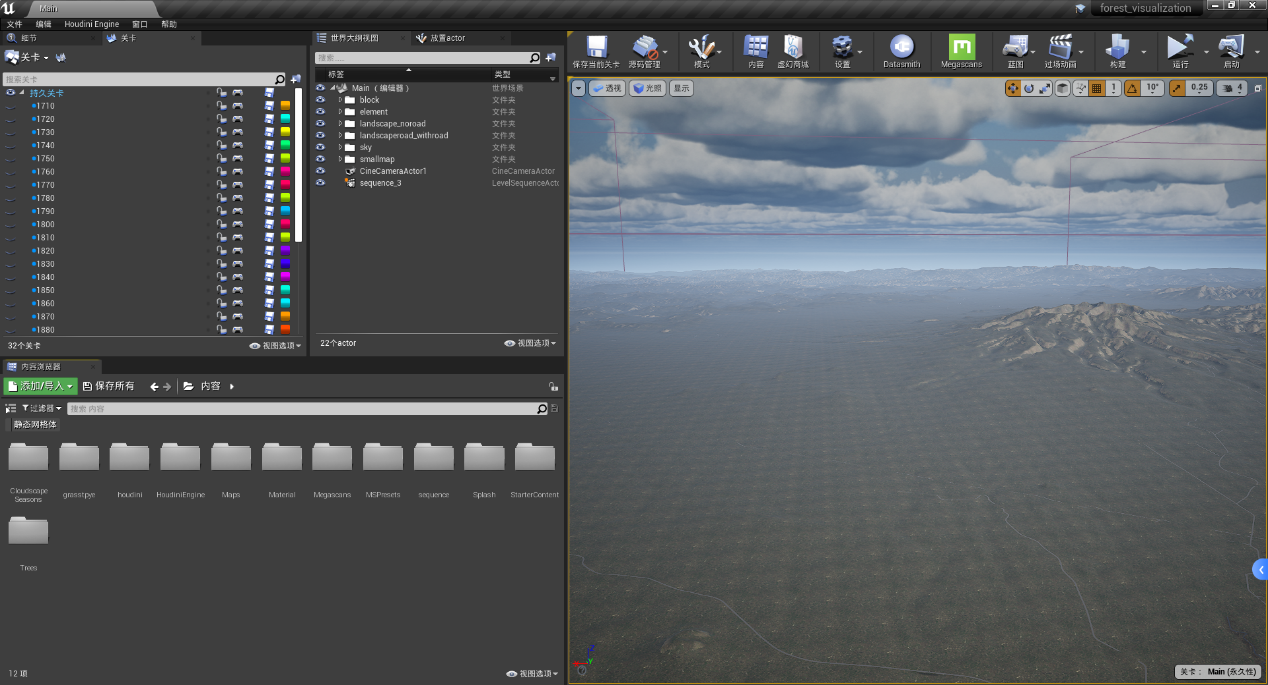 Main
forest_visualization
文件 编辑 Houdini Engine 窗口 帮助
细节
关卡
世界大纲视图
放置actor
关卡
搜索关卡
持久关卡
1710
1720
1730
1740
1750
1760
1770
1780
1790
1800
1810
1820
1830
1840
1850
1860
1870
1880
32个关卡
视图选项
搜索....
标签 类型
Main（编辑器） 世界场景
block 文件夹
element 文件夹
landscape_noroad 文件夹
landscaperoad_withroad 文件夹
sky 文件夹
smallmap 文件夹
CineCameraActor1 CineCameraActor
sequence_3 LevelSequenceActo
22个actor
视图选项
保存当前关卡 源码管理 模式 内容 虚幻商城 设置 Datasmith Megascans 蓝图 过场动画 构建 运行 启动
透视 光照 显示
1 10° 0.25 4
内容浏览器
添加/导入 保存所有 内容
过滤器 搜索 内容
静态网格体
Cloudscape
Seasons
grasstpye
houdini
HoudiniEngine
Maps
Material
Megascans
MSPresets
sequence
Splash
StarterContent
Trees
12 项
视图选项
关卡： Main (永久性)